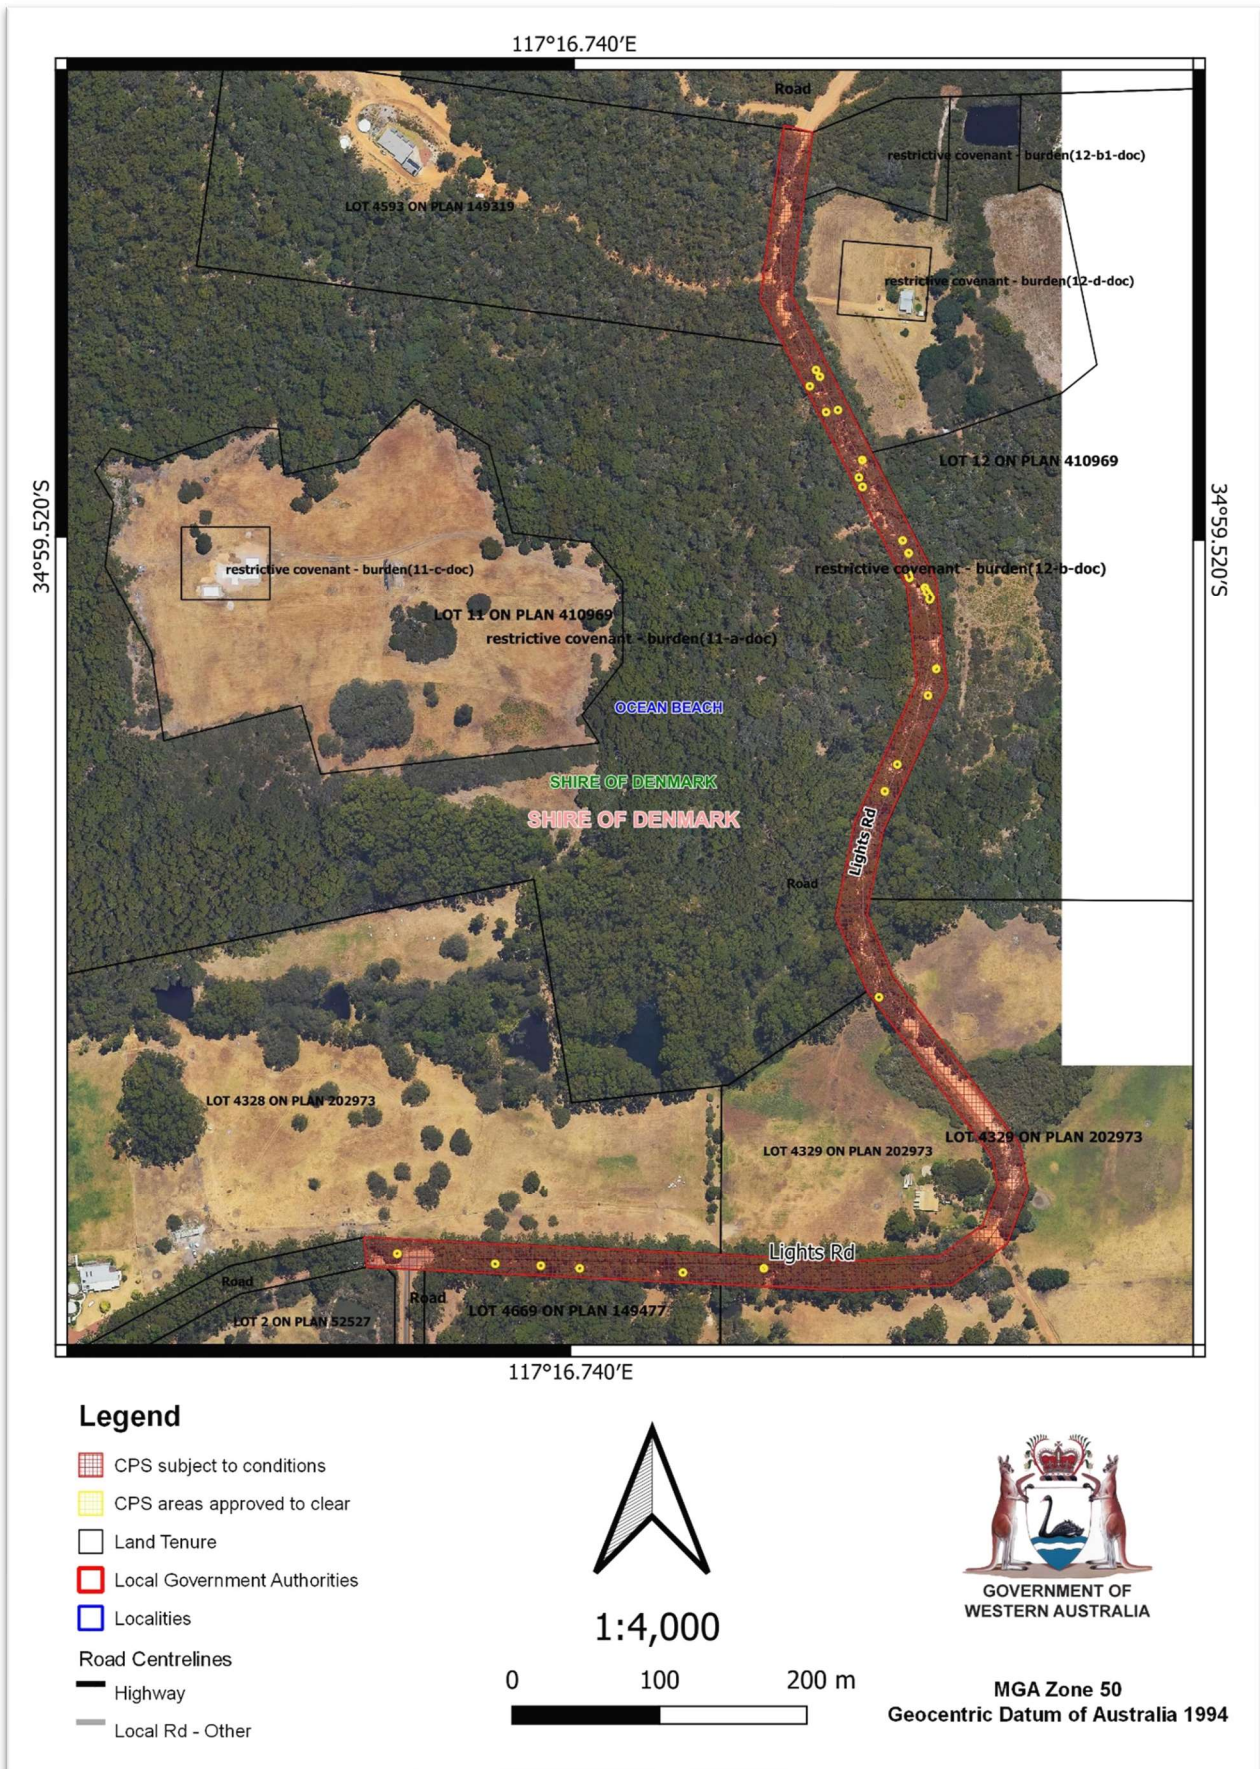 117°16.740'E
Road
restrictive covenant - burden(12-b1-doc)
LOT 4593 ON PLAN 149319
restrictive covenant - burden(12-d-doc)
LOT 12 ON PLAN 410969
34°59.520'S
34°59.520'S
restrictive covenant - burden(11-c-doc)
restrictive covenant - burden(12-b-doc)
LOT 11 ON PLAN 410969
restrictive covenant - burden(11-a-doc)
OCEAN BEACH
SHIRE OF DENMARK
SHIRE OF DENMARK
Lights Rd
Road
LOT 4328 ON PLAN 202973
LOT 4329 ON PLAN 202973
LOT 4329 ON PLAN 202973
Lights Rd
Road
Road
LOT 4669 ON PLAN 149477
LOT 2 ON PLAN 52527
117°16.740'E
Legend
CPS subject to conditions
CPS areas approved to clear
Land Tenure
Local Government Authorities
Localities
Road Centrelines
Highway
Local Rd - Other
1:4,000
0 100 200 m
GOVERNMENT OF
WESTERN AUSTRALIA
MGA Zone 50
Geocentric Datum of Australia 1994